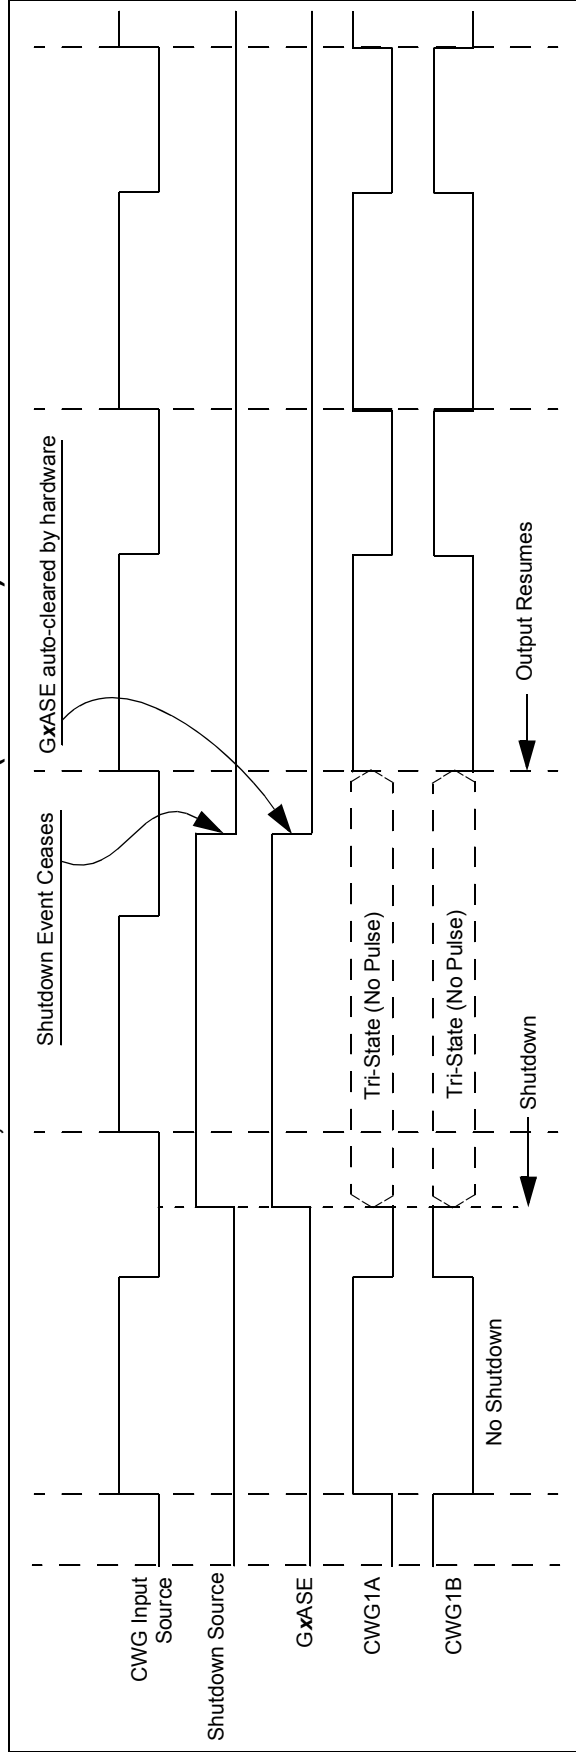 Shutdown Event Ceases
GxASE auto-cleared by hardware
CWG Input
Source
Shutdown Source
GxASE
CWG1A
Tri-State (No Pulse)
CWG1B
Tri-State (No Pulse)
No Shutdown
Shutdown
Output Resumes